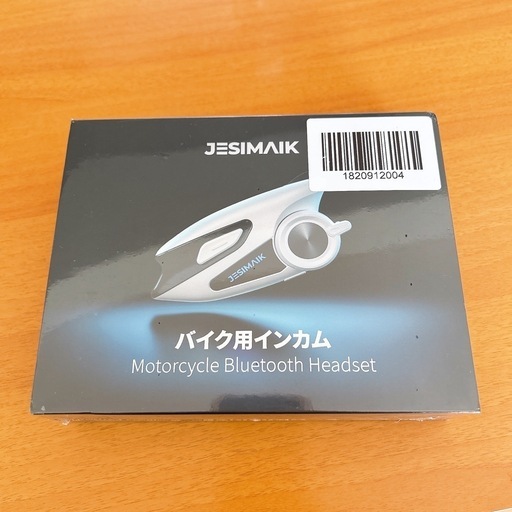 JESIMAIK
1820912004
JESIMAIK
バイク用インカム
Motorcycle Bluetooth Headset